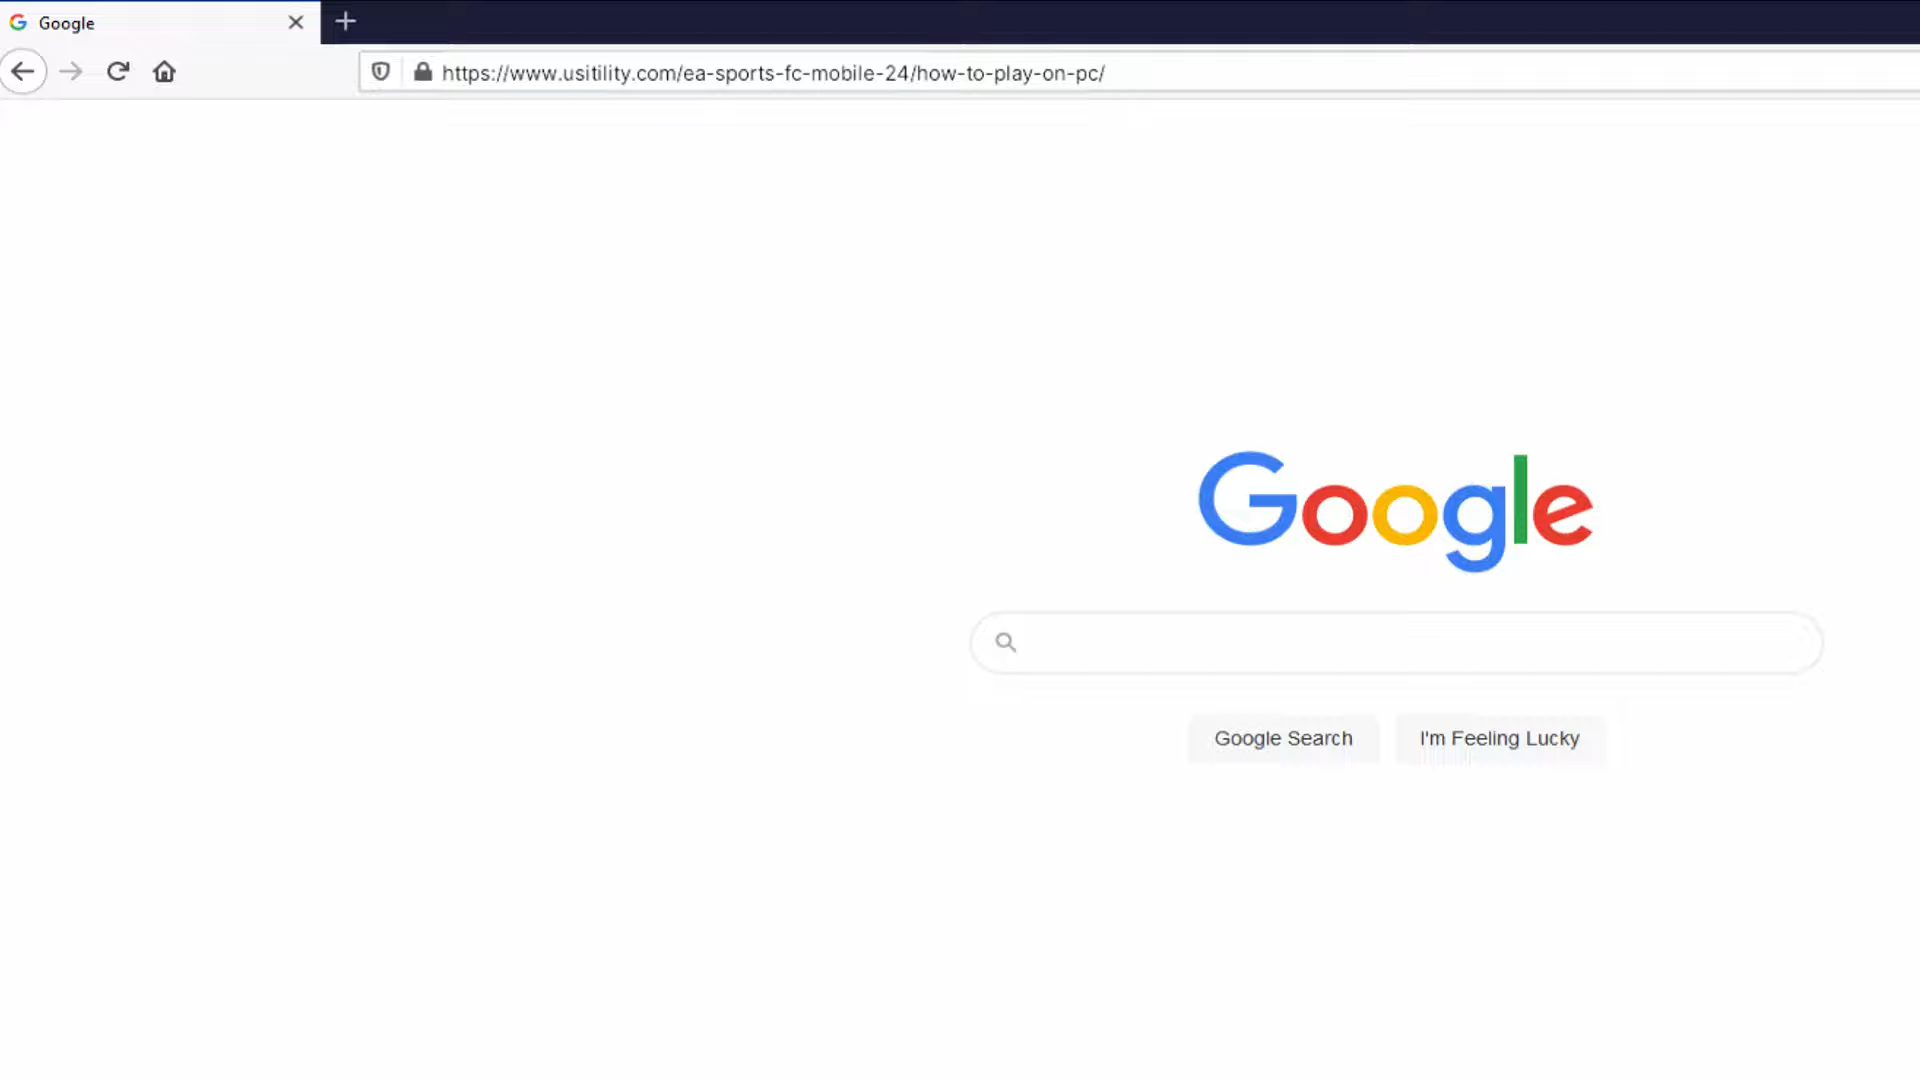 Google
https://www.usitility.com/ea-sports-fc-mobile-24/how-to-play-on-pc/
Google
Google Search
I'm Feeling Lucky